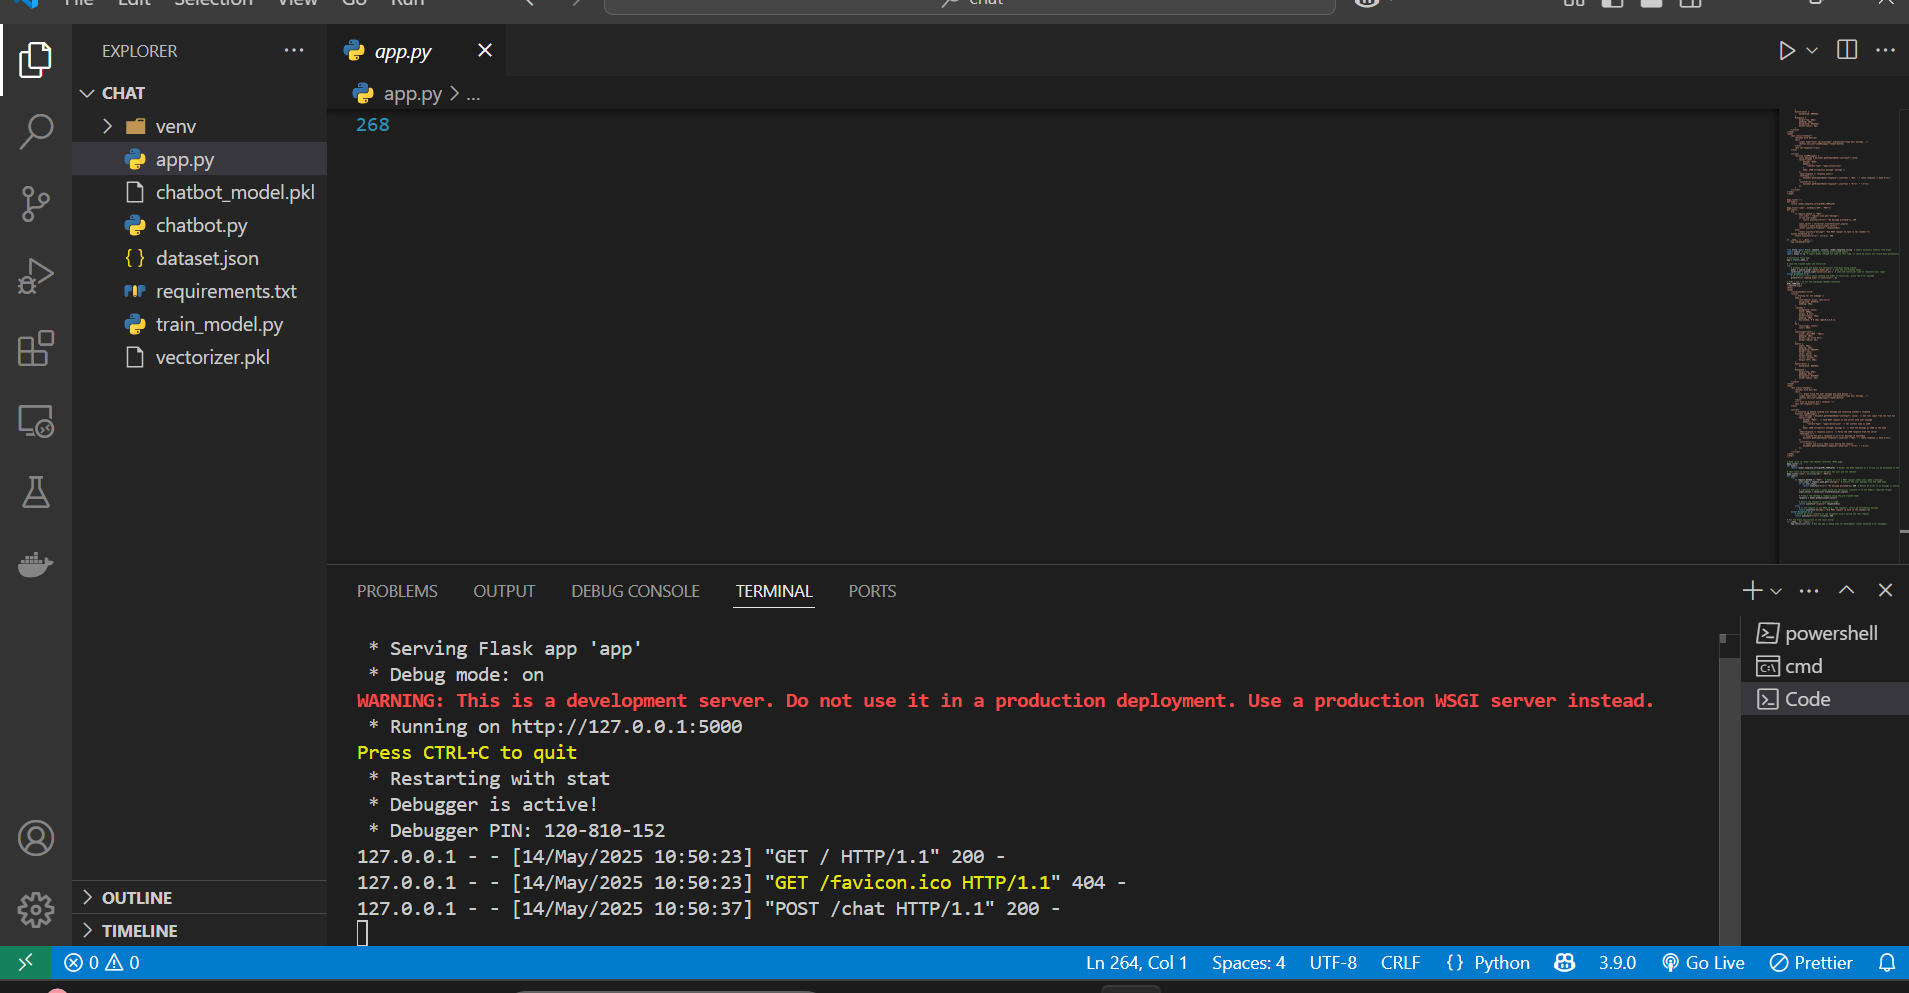 File Edit Selection View Go Run
chat
EXPLORER
app.py
CHAT
app.py > ...
venv
268
app.py
chatbot_model.pkl
chatbot.py
dataset.json
requirements.txt
train_model.py
vectorizer.pkl
PROBLEMS OUTPUT DEBUG CONSOLE TERMINAL PORTS
* Serving Flask app 'app'
* Debug mode: on
WARNING: This is a development server. Do not use it in a production deployment. Use a production WSGI server instead.
* Running on http://127.0.0.1:5000
Press CTRL+C to quit
* Restarting with stat
* Debugger is active!
* Debugger PIN: 120-810-152
127.0.0.1 - - [14/May/2025 10:50:23] "GET / HTTP/1.1" 200 -
127.0.0.1 - - [14/May/2025 10:50:23] "GET /favicon.ico HTTP/1.1" 404 -
127.0.0.1 - - [14/May/2025 10:50:37] "POST /chat HTTP/1.1" 200 -
powershell
cmd
Code
OUTLINE
TIMELINE
0 0 Ln 264, Col 1 Spaces: 4 UTF-8 CRLF {} Python 3.9.0 Go Live Prettier